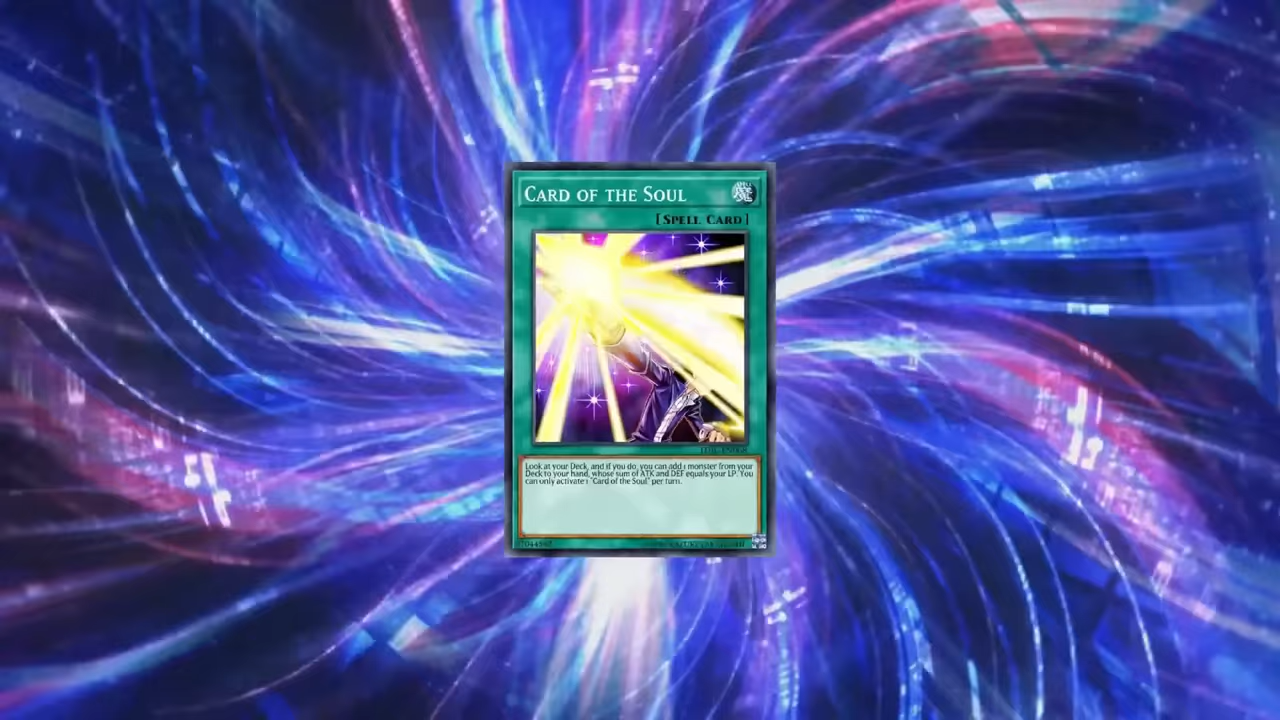 CARD OF THE SOUL
[SPELL CARD]
Look at your Deck, and if you do, you can add 1 monster from your
Deck to your hand, whose sum of ATK and DEF equals your LP. You
can only activate 1 "Card of the Soul" per turn.